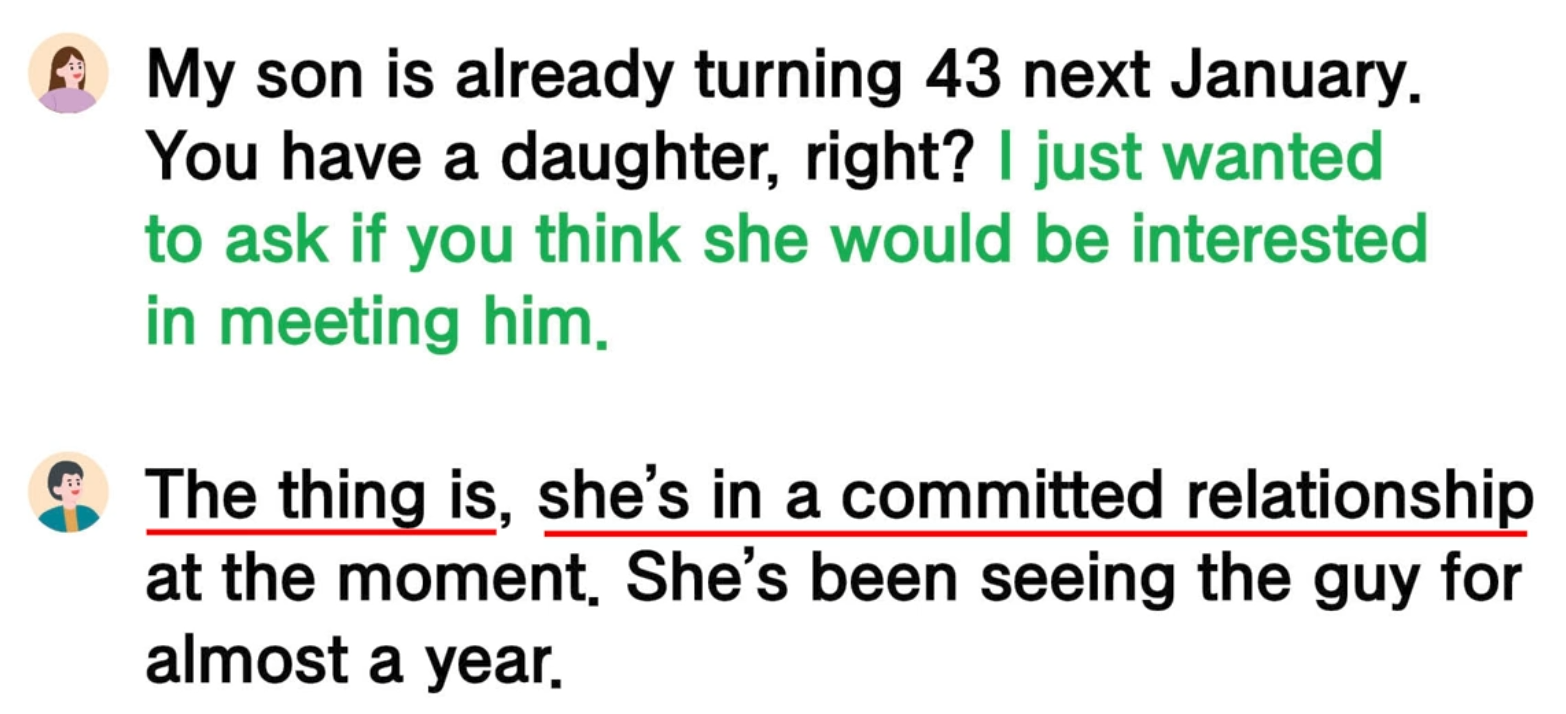 My son is already turning 43 next January.
You have a daughter, right? I just wanted
to ask if you think she would be interested
in meeting him.
The thing is, she’s in a committed relationship
at the moment. She’s been seeing the guy for
almost a year.